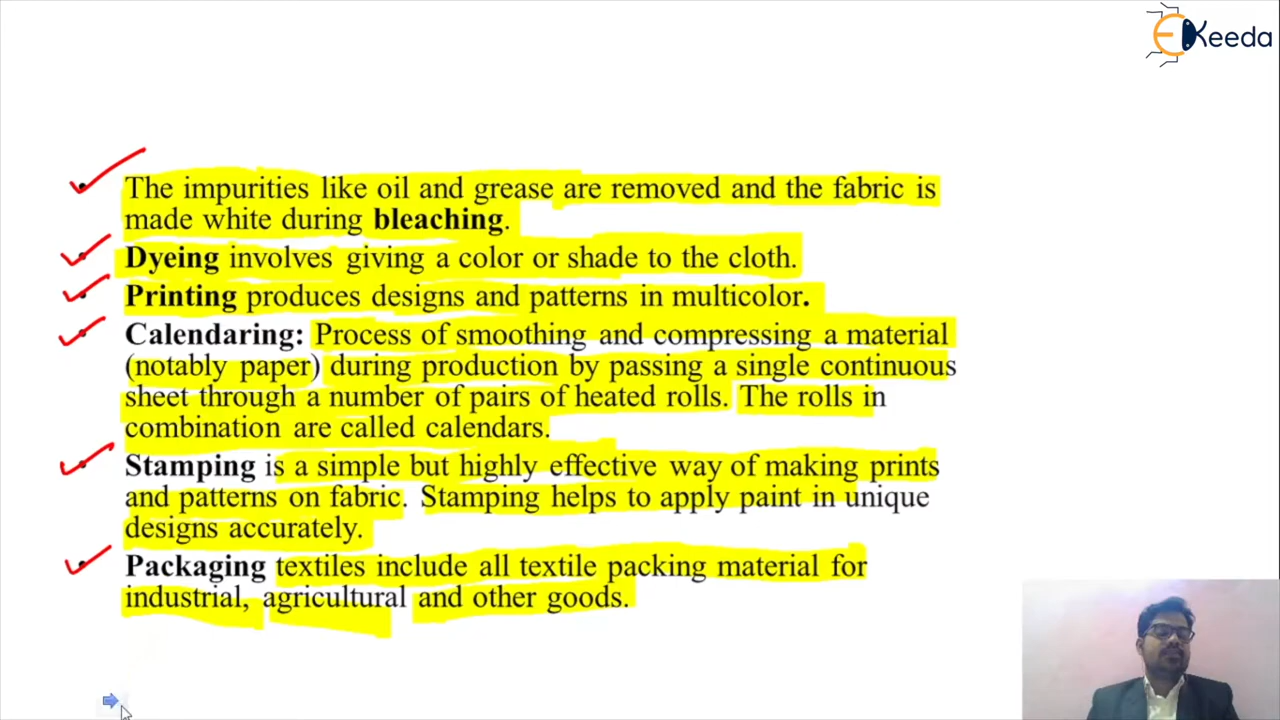 EKeeda
The impurities like oil and grease are removed and the fabric is
made white during bleaching.
Dyeing involves giving a color or shade to the cloth.
Printing produces designs and patterns in multicolor.
Calendaring: Process of smoothing and compressing a material
(notably paper) during production by passing a single continuous
sheet through a number of pairs of heated rolls. The rolls in
combination are called calendars.
Stamping is a simple but highly effective way of making prints
and patterns on fabric. Stamping helps to apply paint in unique
designs accurately.
Packaging textiles include all textile packing material for
industrial, agricultural and other goods.